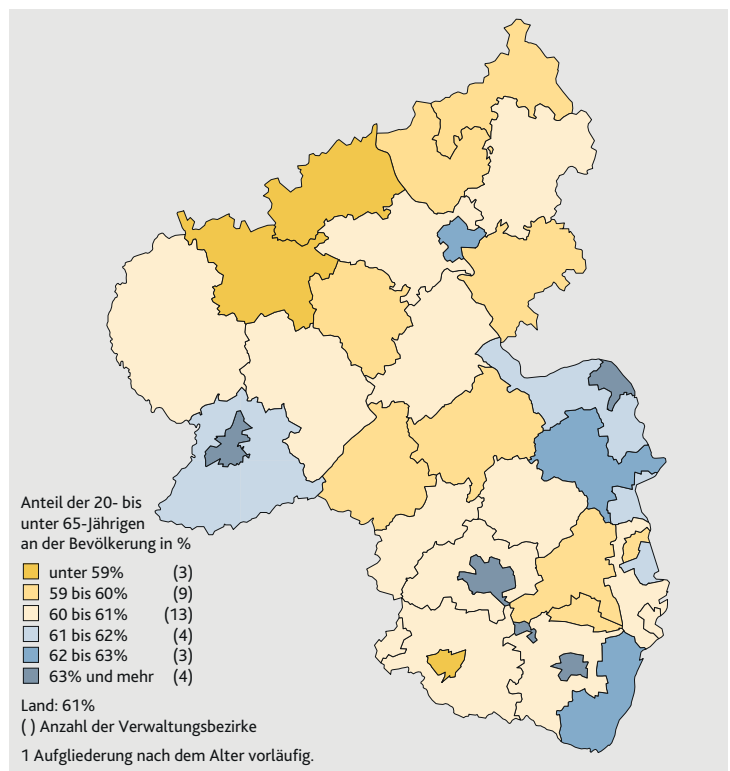 Anteil der 20- bis
unter 65-Jährigen
an der Bevölkerung in %
unter 59% (3)
59 bis 60% (9)
60 bis 61% (13)
61 bis 62% (4)
62 bis 63% (3)
63% und mehr (4)
Land: 61%
( ) Anzahl der Verwaltungsbezirke
1 Aufgliederung nach dem Alter vorläufig.